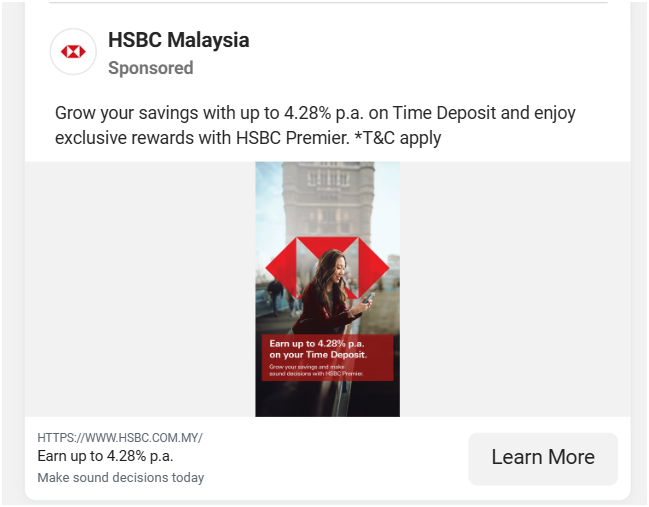 HSBC Malaysia
Sponsored
Grow your savings with up to 4.28% p.a. on Time Deposit and enjoy
exclusive rewards with HSBC Premier. *T&C apply
Earn up to 4.28% p.a.
on your Time Deposit.
Grow your savings and make
sound decisions with HSBC Premier.
HTTPS://WWW.HSBC.COM.MY/
Earn up to 4.28% p.a.
Make sound decisions today
Learn More